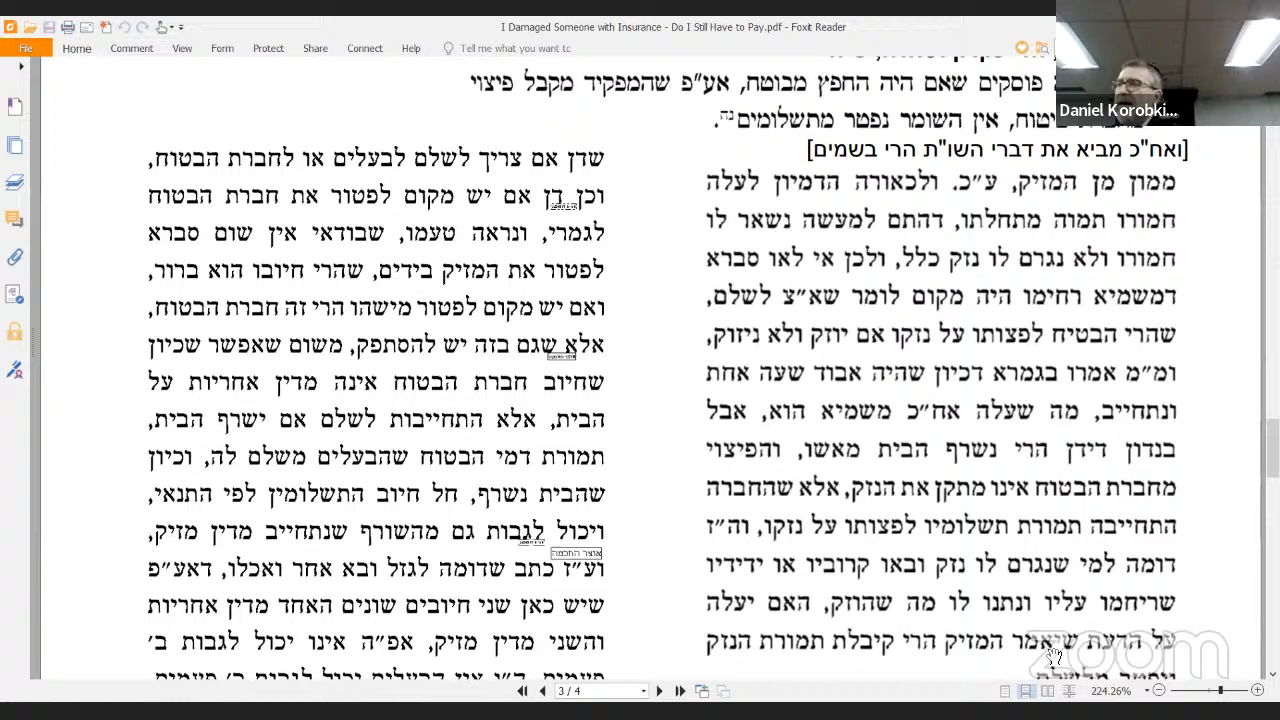 I Damaged Someone with Insurance - Do I Still Have to Pay.pdf - Foxit Reader
File Home Comment View Form Protect Share Connect Help Tell me what you want to
Daniel Korobki...
פוסקים שאם היה החפץ מבוטח, אע״פ שהמפקיד מקבל פיצוי
אין השומר נפטר מתשלומים נה.
[ואח"כ מביא את דברי השו"ת הרי בשמים]
ממון מן המזיק, ע״כ. ולכאורה הדמיון לעלה
חמורו תמוה מתחלתו, דהתם למעשה נשאר לו
חמורו ולא נגרם לו נזק כלל, ולכן אי לאו סברא
דמשמיא רחימו היה מקום לומר שא״צ לשלם,
שהרי הבטיח לפצותו על נזקו אם יוזק ולא ניזוק,
ומ״מ אמרו בגמרא דכיון שהיה אבוד שעה אחת
ונתחייב, מה שעלה אח״כ משמיא הוא, אבל
בנדון דידן הרי נשרף הבית מאשו, והפיצוי
מחברת הבטוח אינו מתקן את הנזק, אלא שהחברה
התחייבה תמורת תשלומיו לפצותו על נזקו, וה״ז
דומה למי שנגרם לו נזק ובאו קרוביו או ידידיו
שריחמו עליו ונתנו לו מה שהוזק, האם יעלה
על הדעת שיאמר המזיק הרי קיבלת תמורת הנזק
שדן אם צריך לשלם לבעלים או לחברת הבטוח,
וכן דן אם יש מקום לפטור את חברת הבטוח
לגמרי, ונראה טעמו, שבודאי אין שום סברא
לפטור את המזיק בידים, שהרי חיובו הוא ברור,
ואם יש מקום לפטור מישהו הרי זה חברת הבטוח,
אלא שגם בזה יש להסתפק, משום שאפשר שכיון
שחיוב חברת הבטוח אינה מדין אחריות על
הבית, אלא התחייבות לשלם אם ישרף הבית,
תמורת דמי הבטוח שהבעלים משלם לה, וכיון
שהבית נשרף, חל חיוב התשלומין לפי התנאי,
ויכול לגבות גם מהשורף שנתחייב מדין מזיק,
אוצר החכמה
וע״ז כתב שדומה לגזל ובא אחר ואכלו, דאע״פ
שיש כאן שני חיובים שונים האחד מדין אחריות
והשני מדין מזיק, אפ״ה אינו יכול לגבות ב׳
zoom
3 / 4
224.26%